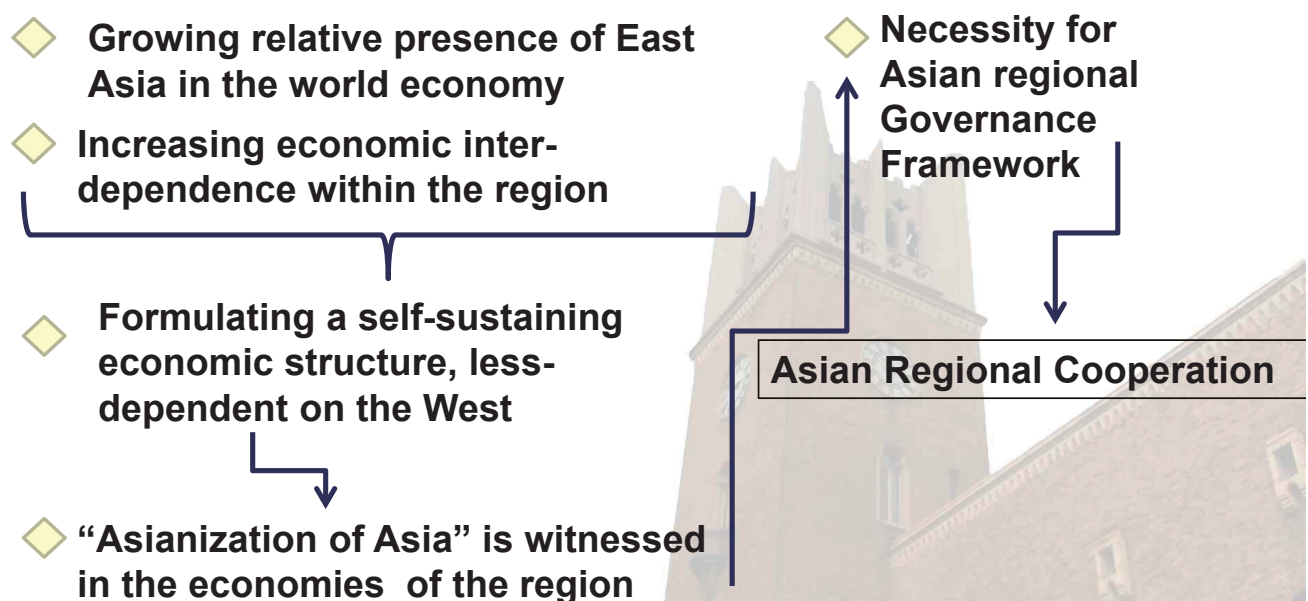 Growing relative presence of East
Asia in the world economy
Increasing economic inter-
dependence within the region
Formulating a self-sustaining
economic structure, less-
dependent on the West
“Asianization of Asia” is witnessed
in the economies of the region
Necessity for
Asian regional
Governance
Framework
Asian Regional Cooperation